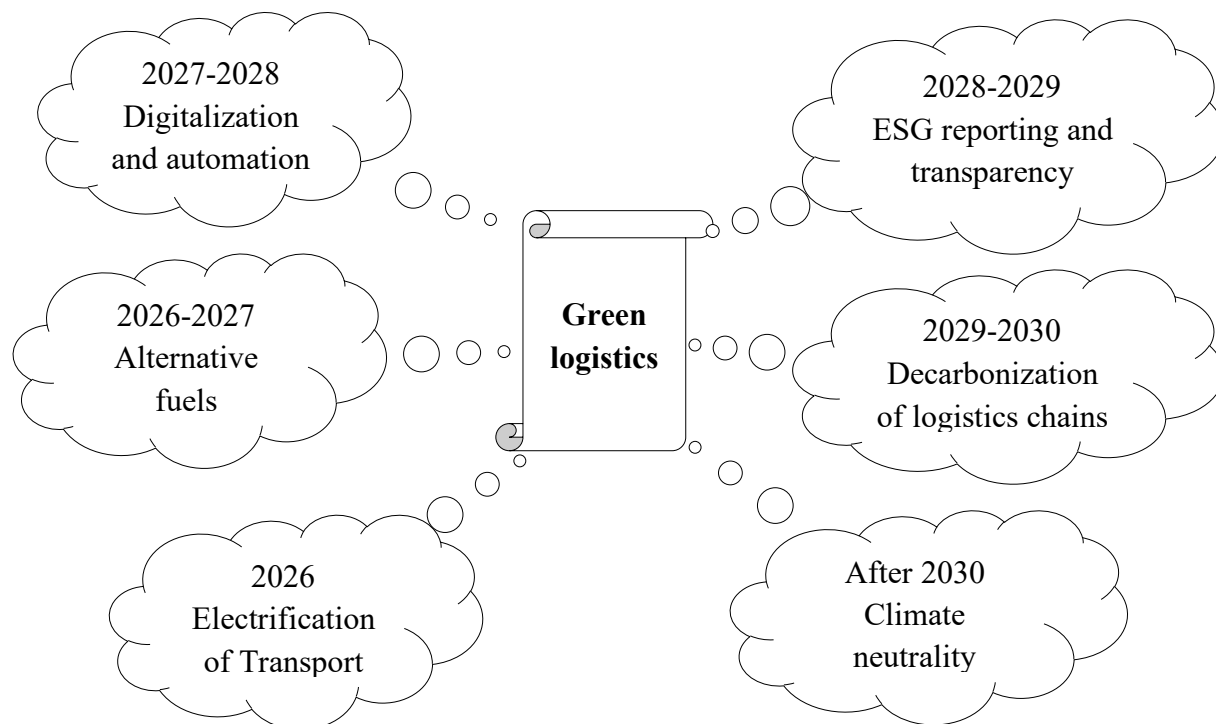 2027-2028
Digitalization
and automation
2028-2029
ESG reporting and
transparency
2026-2027
Alternative
fuels
Green
logistics
2029-2030
Decarbonization
of logistics chains
2026
Electrification
of Transport
After 2030
Climate
neutrality